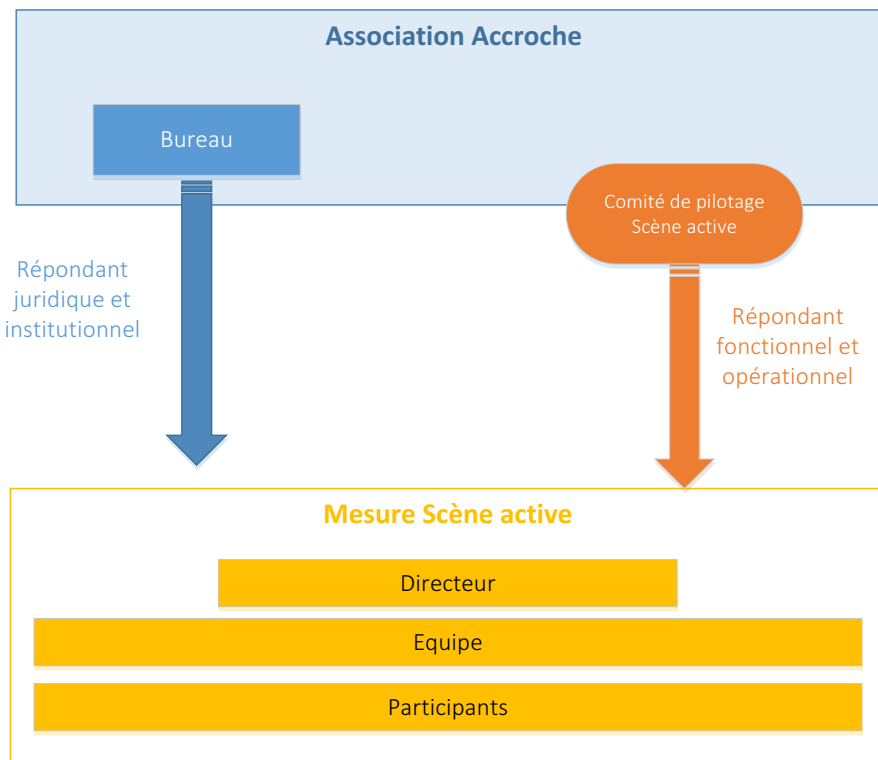 Association Accroche
Bureau
Comité de pilotage
Scène active
Répondant
juridique et
institutionnel
Répondant
fonctionnel et
opérationnel
Mesure Scène active
Directeur
Equipe
Participants